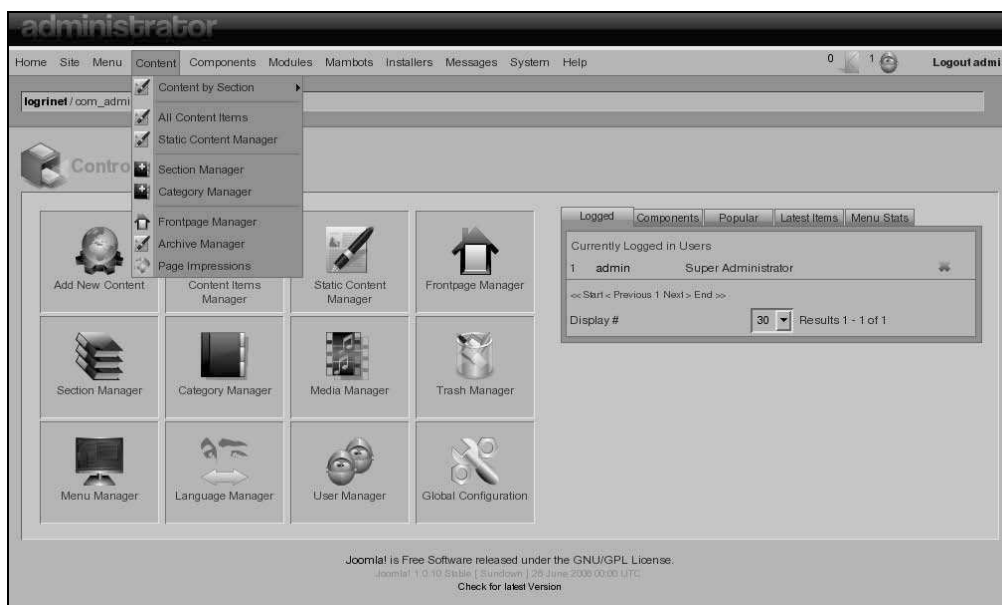 administrator
Home Site Menu Content Components Modules Mambots Installers Messages System Help 0 1 Logout admi
logrinet / com_admi
Content by Section
All Content Items
Static Content Manager
Section Manager
Category Manager
Frontpage Manager
Archive Manager
Page Impressions
Contro
Add New Content
Content Items Manager
Static Content Manager
Frontpage Manager
Section Manager
Category Manager
Media Manager
Trash Manager
Menu Manager
Language Manager
User Manager
Global Configuration
Logged Components Popular Latest Items Menu Stats
Currently Logged in Users
1 admin Super Administrator
<< Start < Previous 1 Next > End >>
Display # 30 Results 1 - 1 of 1
Joomla! is Free Software released under the GNU/GPL License.
Joomla! 1.0.10 Stable [ Sundown ] 26 June 2006 00:00 UTC
Check for latest Version